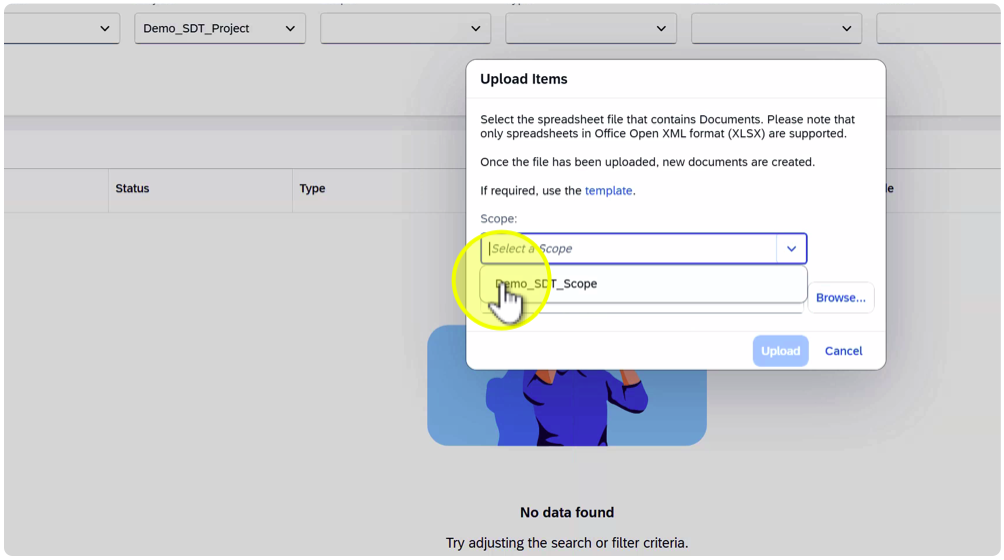 Demo_SDT_Project
Upload Items
Select the spreadsheet file that contains Documents. Please note that
only spreadsheets in Office Open XML format (XLSX) are supported.
Once the file has been uploaded, new documents are created.
If required, use the template.
Status
Type
Scope:
Select a Scope
Demo_SDT_Scope
Browse...
Upload
Cancel
No data found
Try adjusting the search or filter criteria.